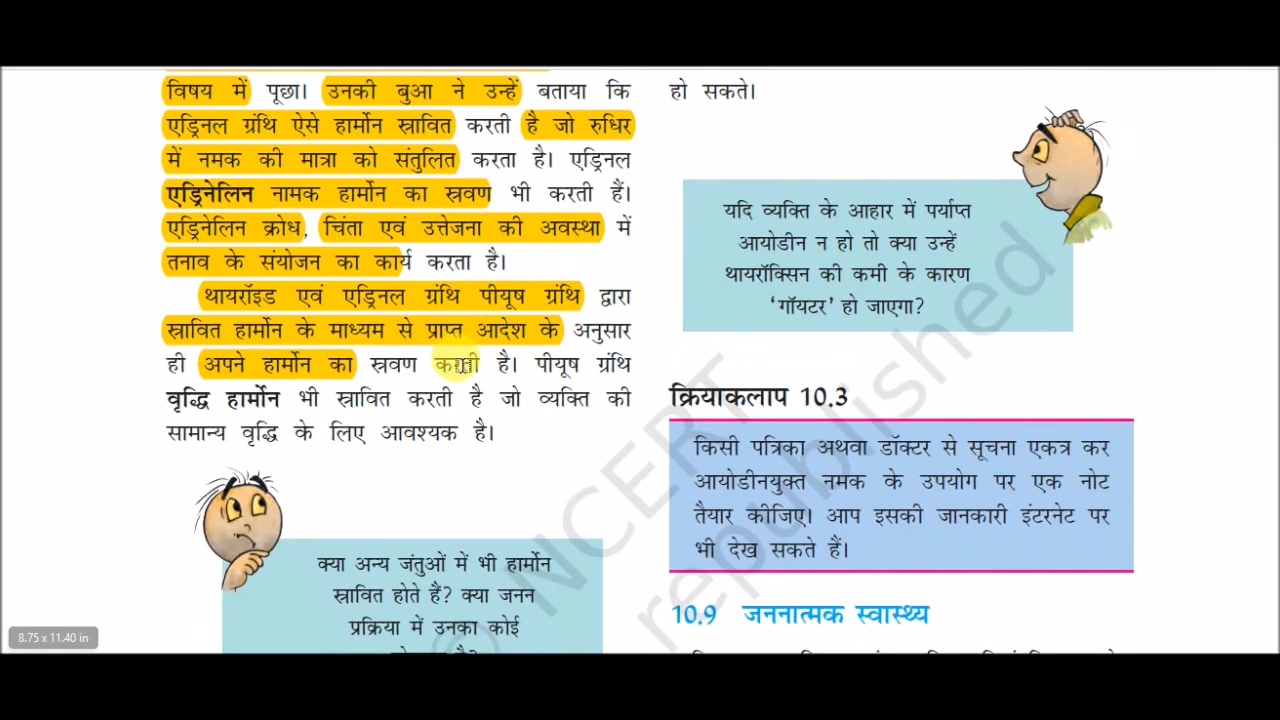 विषय में पूछा। उनकी बुआ ने उन्हें बताया कि
एड्रिनल ग्रंथि ऐसे हार्मोन स्रावित करती है जो रुधिर
में नमक की मात्रा को संतुलित करता है। एड्रिनल
एड्रिनेलिन नामक हार्मोन का स्रवण भी करती हैं।
एड्रिनेलिन क्रोध, चिंता एवं उत्तेजना की अवस्था में
तनाव के संयोजन का कार्य करता है।
थायरॉइड एवं एड्रिनल ग्रंथि पीयूष ग्रंथि द्वारा
स्रावित हार्मोन के माध्यम से प्राप्त आदेश के अनुसार
ही अपने हार्मोन का स्रवण करती है। पीयूष ग्रंथि
वृद्धि हार्मोन भी स्रावित करती है जो व्यक्ति की
सामान्य वृद्धि के लिए आवश्यक है।
क्या अन्य जंतुओं में भी हार्मोन
स्रावित होते हैं? क्या जनन
प्रक्रिया में उनका कोई
हो सकते।
यदि व्यक्ति के आहार में पर्याप्त
आयोडीन न हो तो क्या उन्हें
थायरॉक्सिन की कमी के कारण
‘गॉयटर’ हो जाएगा?
क्रियाकलाप 10.3
किसी पत्रिका अथवा डॉक्टर से सूचना एकत्र कर
आयोडीनयुक्त नमक के उपयोग पर एक नोट
तैयार कीजिए। आप इसकी जानकारी इंटरनेट पर
भी देख सकते हैं।
10.9 जननात्मक स्वास्थ्य
© NCERT
republished
8.75 x 11.40 in